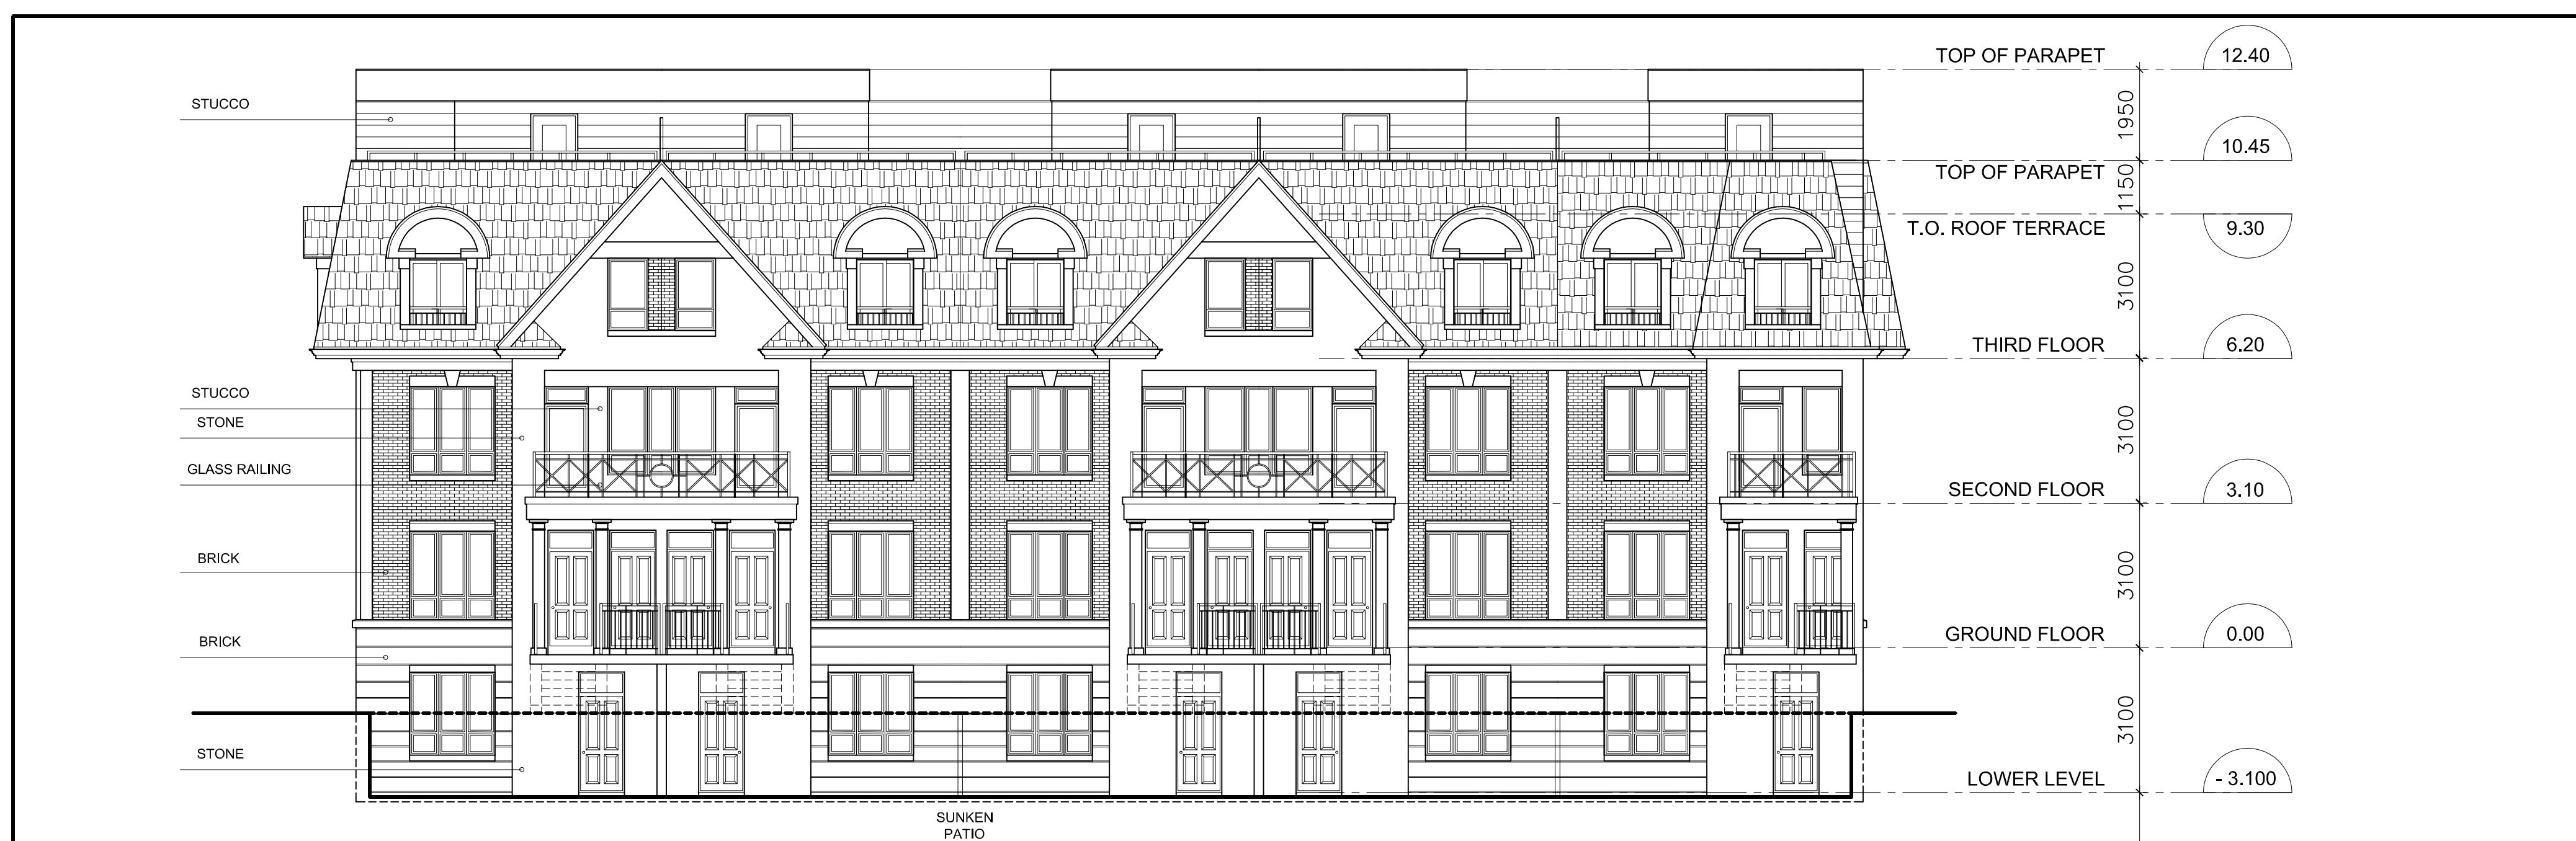 STUCCO
STUCCO
STONE
GLASS RAILING
BRICK
BRICK
STONE
SUNKEN
PATIO
TOP OF PARAPET 12.40
1950
10.45
TOP OF PARAPET
1150
T.O. ROOF TERRACE 9.30
3100
THIRD FLOOR 6.20
3100
SECOND FLOOR 3.10
3100
GROUND FLOOR 0.00
3100
LOWER LEVEL - 3.100